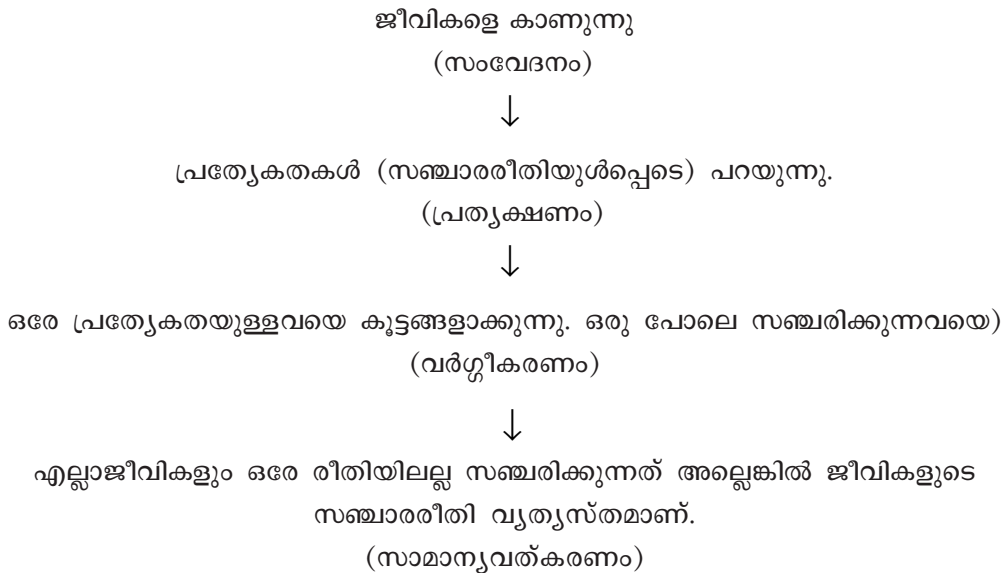 ജീവികളെ കാണുന്നു
(സംവേദനം)
↓
പ്രത്യേകതകൾ (സഞ്ചാരരീതിയുൾപ്പെടെ) പറയുന്നു.
(പ്രത്യക്ഷണം)
↓
ഒരേ പ്രത്യേകതയുള്ളവയെ കൂട്ടങ്ങളാക്കുന്നു. ഒരു പോലെ സഞ്ചരിക്കുന്നവയെ)
(വർഗ്ഗീകരണം)
↓
എല്ലാജീവികളും ഒരേ രീതിയിലല്ല സഞ്ചരിക്കുന്നത് അല്ലെങ്കിൽ ജീവികളുടെ
സഞ്ചാരരീതി വ്യത്യസ്തമാണ്.
(സാമാന്യവത്കരണം)